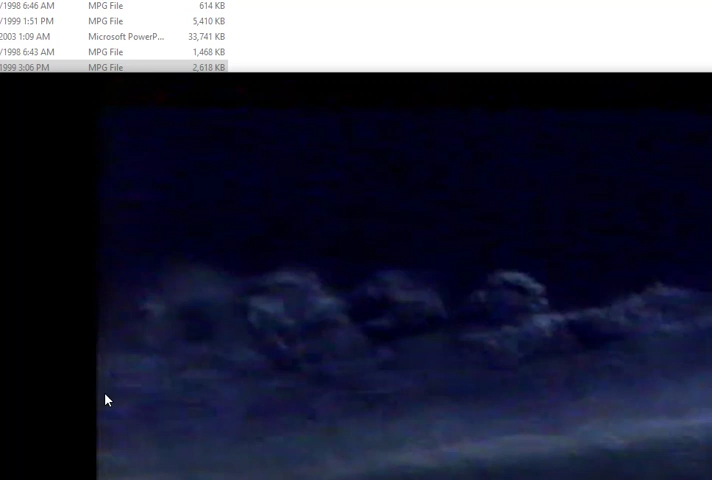 /1998 6:46 AM MPG File 614 KB
/1999 1:51 PM MPG File 5,410 KB
2003 1:09 AM Microsoft PowerP... 33,741 KB
/1998 6:43 AM MPG File 1,468 KB
1999 3:06 PM MPG File 2,618 KB